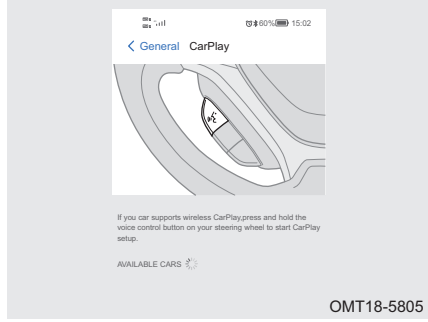 60% 15:02
General CarPlay
If you car supports wireless CarPlay,press and hold the
voice control button on your steering wheel to start CarPlay
setup.
AVAILABLE CARS
OMT18-5805